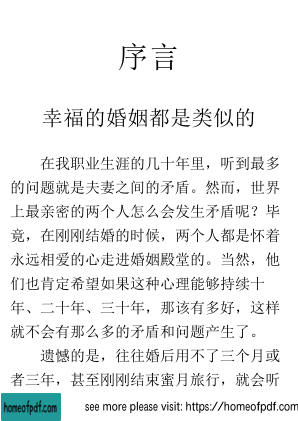 序言
幸福的婚姻都是类似的
在我职业生涯的几十年里，听到最多
的问题就是夫妻之间的矛盾。然而，世界
上最亲密的两个人怎么会发生矛盾呢？毕
竟，在刚刚结婚的时候，两个人都是怀着
永远相爱的心走进婚姻殿堂的。当然，他
们也肯定希望如果这种心理能够持续十
年、二十年、三十年，那该有多好，这样
就不会有那么多的矛盾和问题产生了。
遗憾的是，往往婚后用不了三个月或
者三年，甚至刚刚结束蜜月旅行，就会听
homeofpdf.com
see more please visit: https://homeofpdf.com